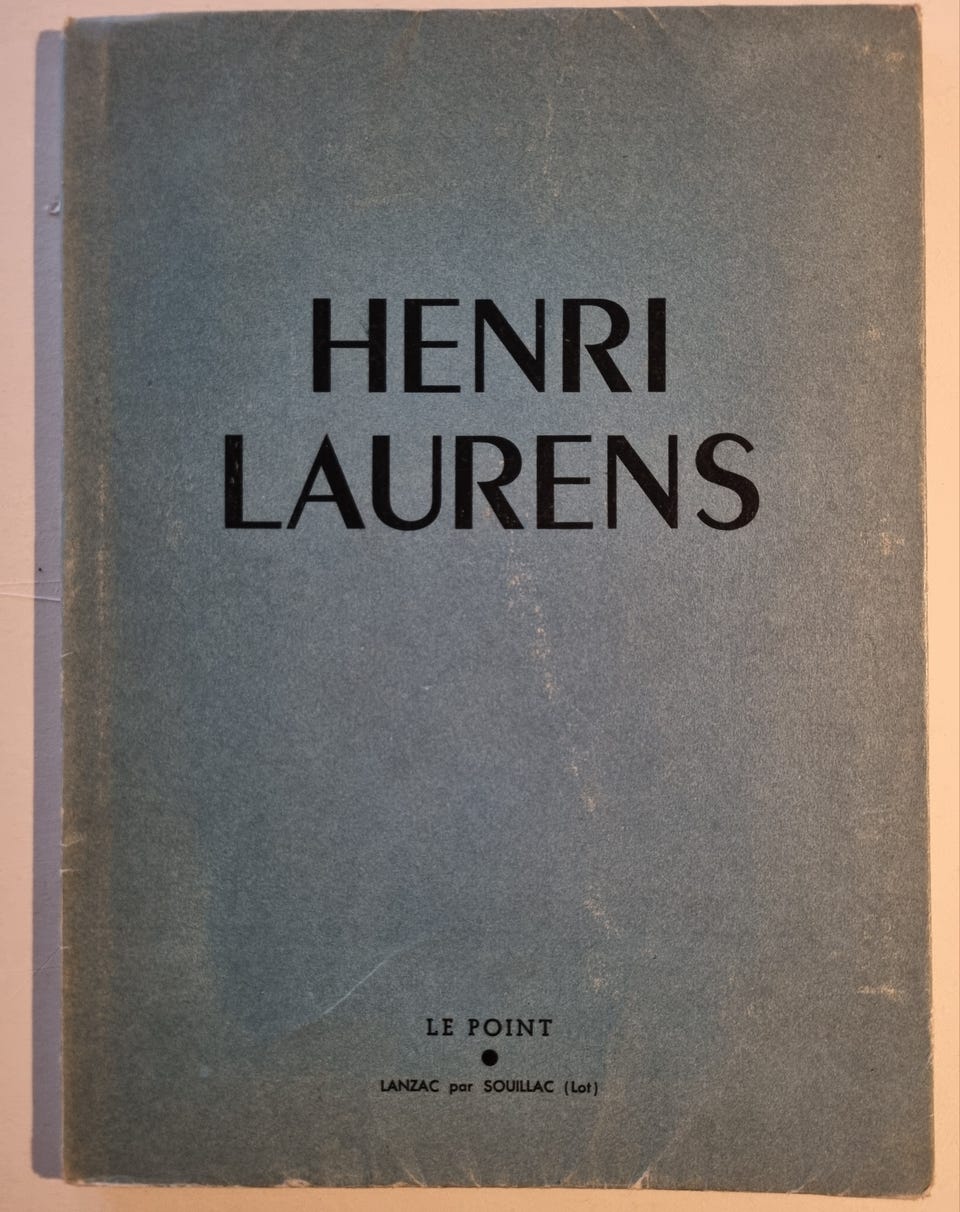 HENRI
LAURENS
LE POINT
LANZAC par SOUILLAC (Lot)